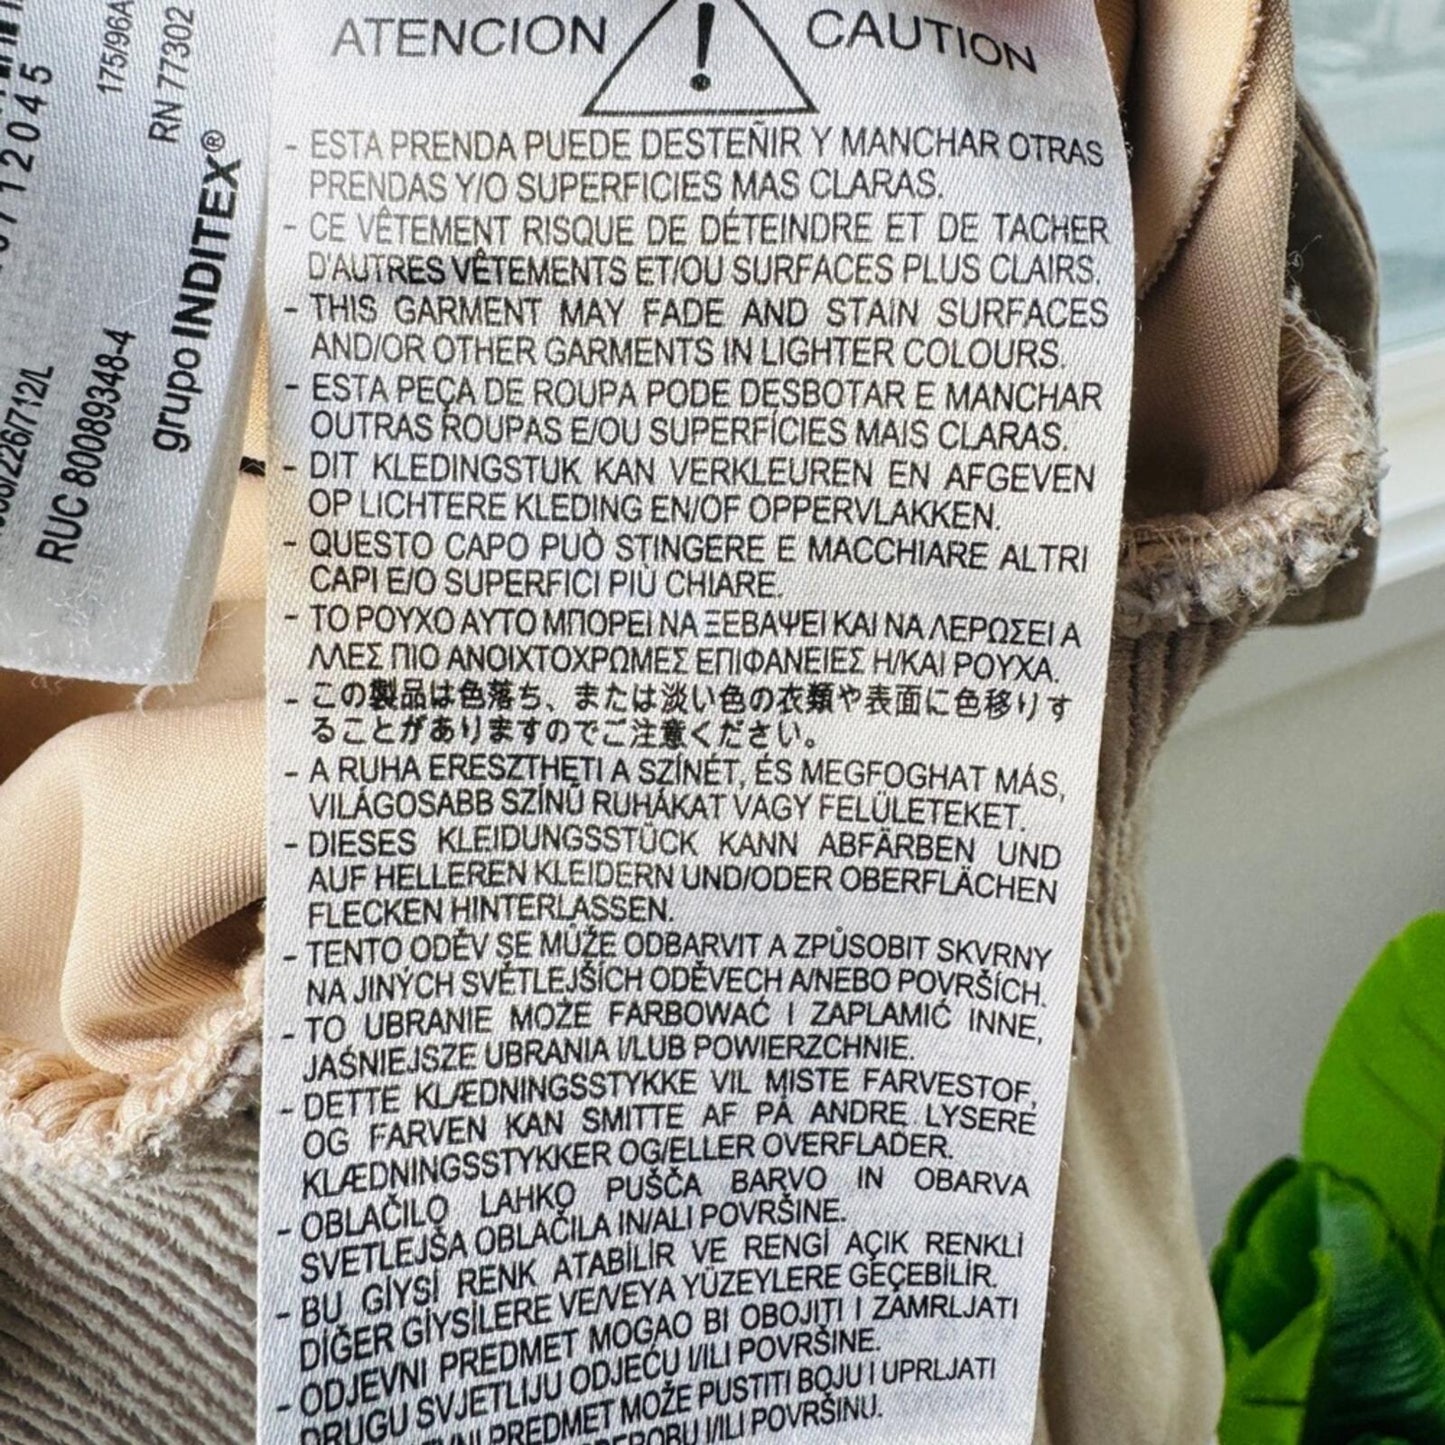 175/96A
RN 77302
grupo INDITEX®
RUC 80089348-4
712045
226/712/L
ATENCION CAUTION
- ESTA PRENDA PUEDE DESTEÑIR Y MANCHAR OTRAS
PRENDAS Y/O SUPERFICIES MAS CLARAS.
- CE VÊTEMENT RISQUE DE DÉTEINDRE ET DE TACHER
D'AUTRES VÊTEMENTS ET/OU SURFACES PLUS CLAIRS.
- THIS GARMENT MAY FADE AND STAIN SURFACES
AND/OR OTHER GARMENTS IN LIGHTER COLOURS.
- ESTA PEÇA DE ROUPA PODE DESBOTAR E MANCHAR
OUTRAS ROUPAS E/OU SUPERFÍCIES MAIS CLARAS.
- DIT KLEDINGSTUK KAN VERKLEUREN EN AFGEVEN
OP LICHTERE KLEDING EN/OF OPPERVLAKKEN.
- QUESTO CAPO PUÒ STINGERE E MACCHIARE ALTRI
CAPI E/O SUPERFICI PIÙ CHIARE.
- ΤΟ ΡΟΥΧΟ ΑΥΤΟ ΜΠΟΡΕΙ ΝΑ ΞΕΒΑΨΕΙ ΚΑΙ ΝΑ ΛΕΡΩΣΕΙ Α
ΛΛΕΣ ΠΙΟ ΑΝΟΙΧΤΟΧΡΩΜΕΣ ΕΠΙΦΑΝΕΙΕΣ Η/ΚΑΙ ΡΟΥΧΑ.
- この製品は色落ち、または淡い色の衣類や表面に色移りす
ることがありますのでご注意ください。
- A RUHA ERESZTHETI A SZÍNÉT, ÉS MEGFOGHAT MÁS,
VILÁGOSABB SZÍNŰ RUHÁKAT VAGY FELÜLETEKET.
- DIESES KLEIDUNGSSTÜCK KANN ABFÄRBEN UND
AUF HELLEREN KLEIDERN UND/ODER OBERFLÄCHEN
FLECKEN HINTERLASSEN.
- TENTO ODĚV SE MŮŽE ODBARVIT A ZPŮSOBIT SKVRNY
NA JINÝCH SVĚTLEJŠÍCH ODĚVECH A/NEBO POVRŠÍCH.
- TO UBRANIE MOŻE FARBOWAĆ I ZAPLAMIĆ INNE,
JAŚNIEJSZE UBRANIA I/LUB POWIERZCHNIE.
- DETTE KLÆDNINGSSTYKKE VIL MISTE FARVESTOF,
OG FARVEN KAN SMITTE AF PÅ ANDRE LYSERE
KLÆDNINGSSTYKKER OG/ELLER OVERFLADER.
- OBLAČILO LAHKO PUŠČA BARVO IN OBARVA
SVETLEJŠA OBLAČILA IN/ALI POVRŠINE.
- BU GİYSİ RENK ATABİLİR VE RENGİ AÇIK RENKLİ
DİĞER GİYSİLERE VE/VEYA YÜZEYLERE GEÇEBİLİR.
- ODJEVNI PREDMET MOGAO BI OBOJITI I ZAMRLJATI
DRUGU SVJETLIJU ODJEĆU I/ILI POVRŠINE.
PREDMET MOŽE PUSTITI BOJU I UPRLJATI
I/ILI POVRŠINU.